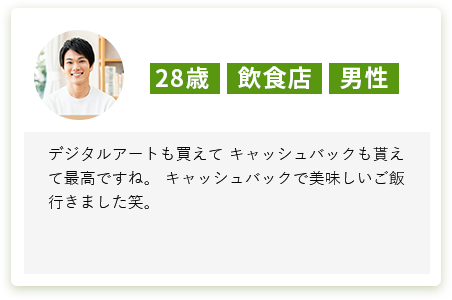 28歳 飲食店 男性
デジタルアートも買えて キャッシュバックも貰え
て最高ですね。 キャッシュバックで美味しいご飯
行きました笑。